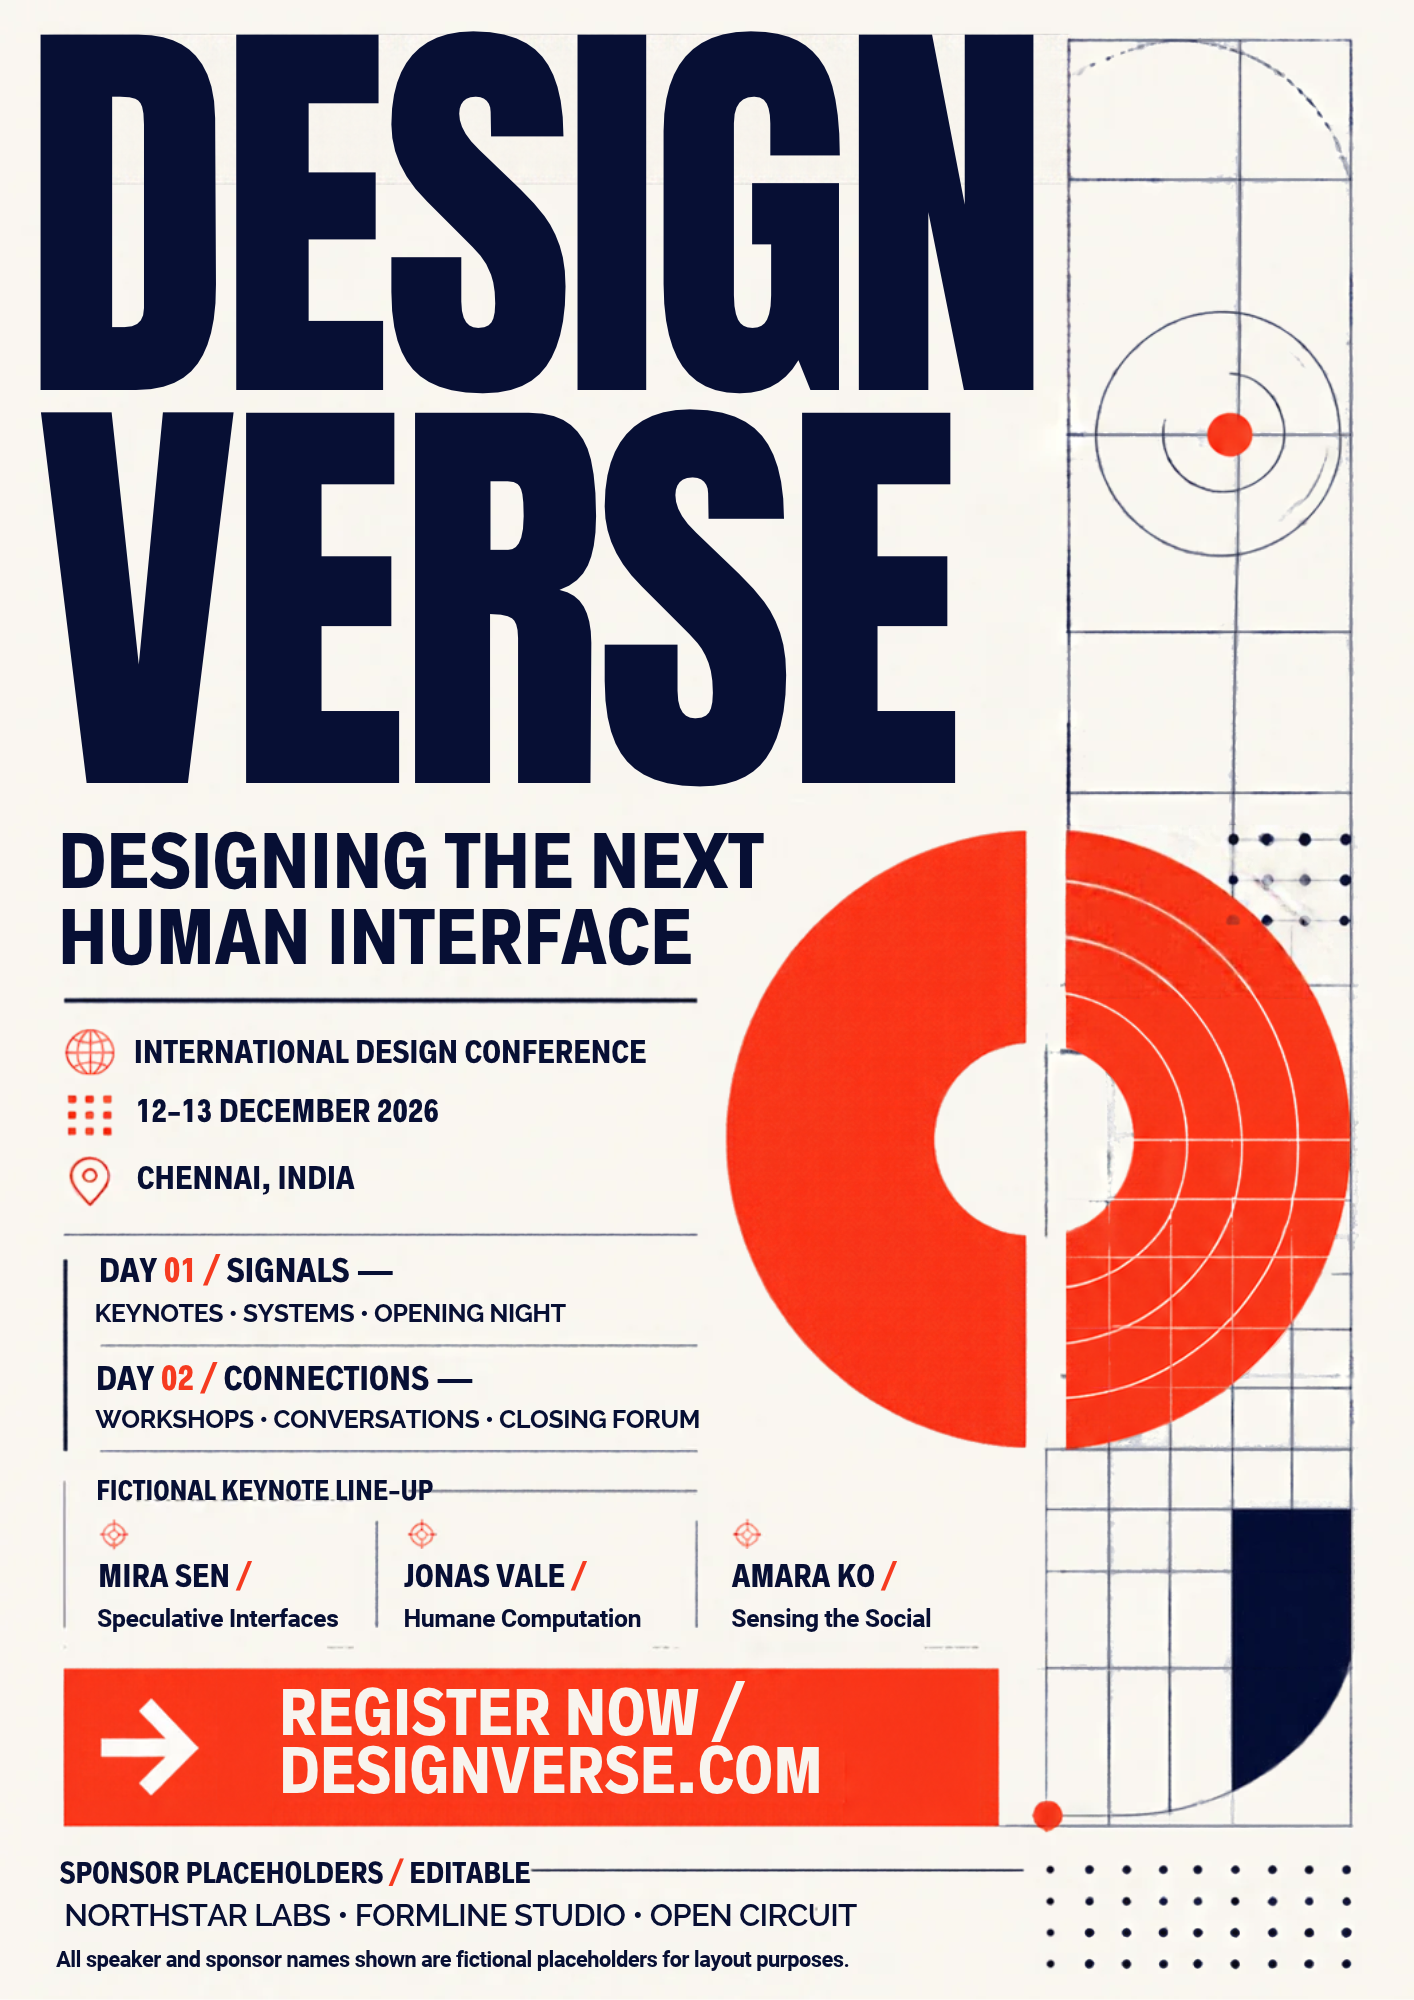 DESIGN
VERSE
DESIGNING THE NEXT
HUMAN INTERFACE
INTERNATIONAL DESIGN CONFERENCE
12–13 DECEMBER 2026
CHENNAI, INDIA
DAY 01 / SIGNALS —
KEYNOTES • SYSTEMS • OPENING NIGHT
DAY 02 / CONNECTIONS —
WORKSHOPS • CONVERSATIONS • CLOSING FORUM
FICTIONAL KEYNOTE LINE-UP
MIRA SEN /
Speculative Interfaces
JONAS VALE /
Humane Computation
AMARA KO /
Sensing the Social
REGISTER NOW /
DESIGNVERSE.COM
SPONSOR PLACEHOLDERS / EDITABLE
NORTHSTAR LABS • FORMLINE STUDIO • OPEN CIRCUIT
All speaker and sponsor names shown are fictional placeholders for layout purposes.